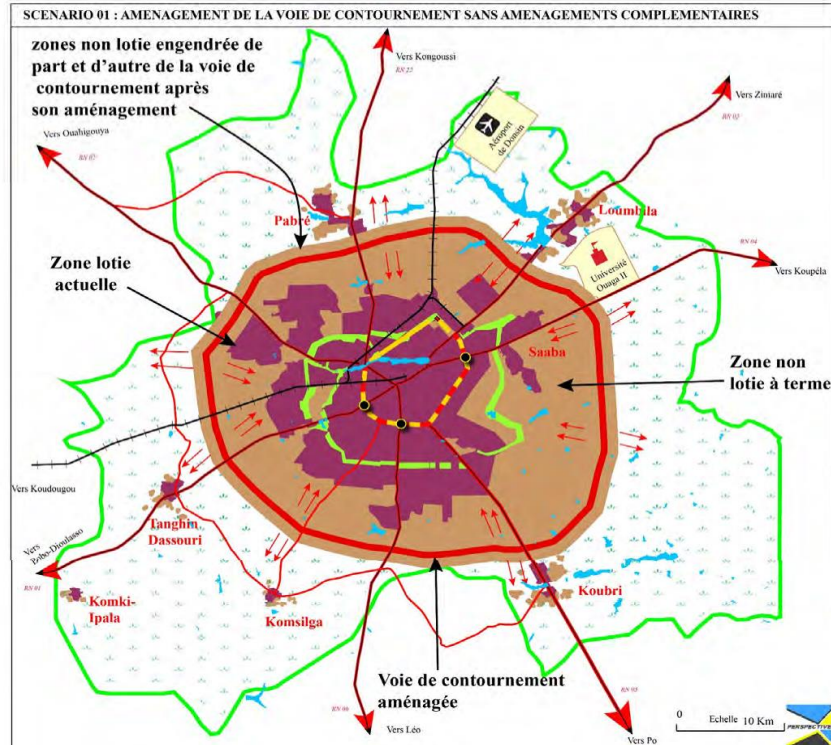 SCENARIO 01 : AMENAGEMENT DE LA VOIE DE CONTOURNEMENT SANS AMENAGEMENTS COMPLEMENTAIRES
zones non lotie engendrée de
part et d'autre de la voie de
contournement après
son aménagement
Vers Kongoussi
RN 22
Vers Ziniaré
RN 03
Vers Ouahigouya
RN 02
Aéroport
de Donsin
Pabré
Loumbila
RN 04
Université
Ouaga II
Vers Koupéla
Zone lotie
actuelle
Saaba
Zone non
lotie à terme
Vers Koudougou
Tanghin
Dassouri
Vers
Bobo-Dioulasso
RN 01
Komki-
Ipala
Komsilga
Koubri
Voie de contournement
aménagée
RN 06
Vers Léo
RN 05
Vers Po
0 Echelle 10 Km
PERSPECTIVE